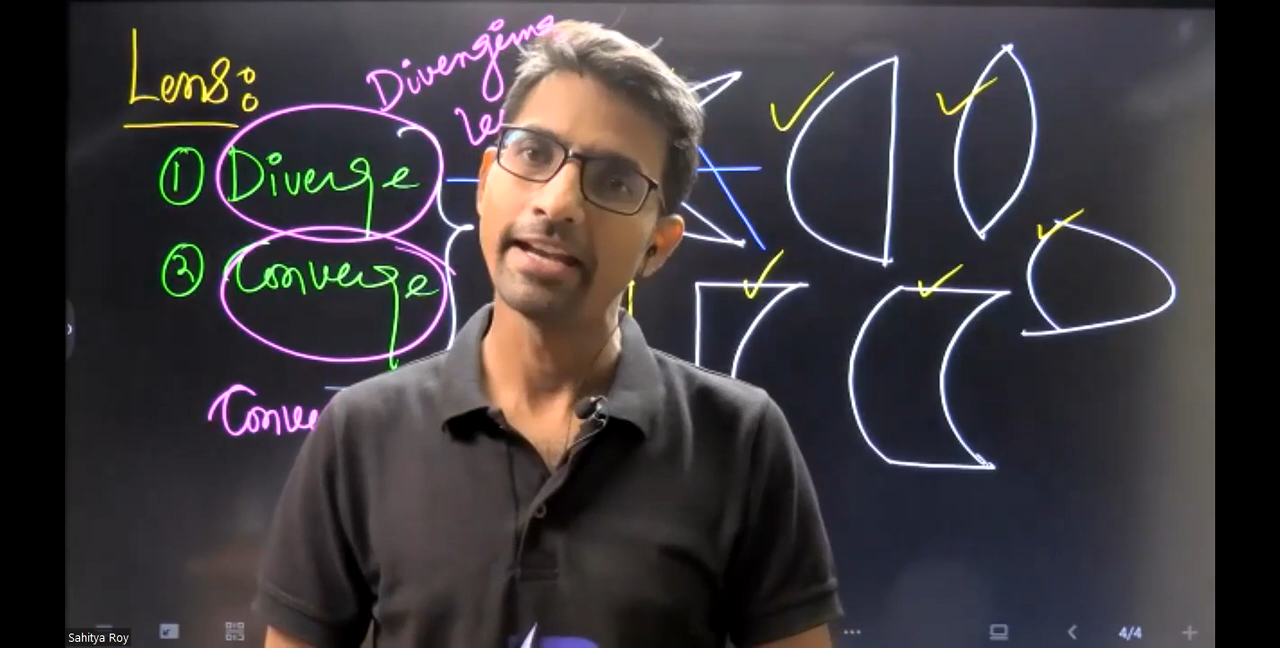 Lens:
Diverging
① Diverge
② Converge
Sahitya Roy
4/4